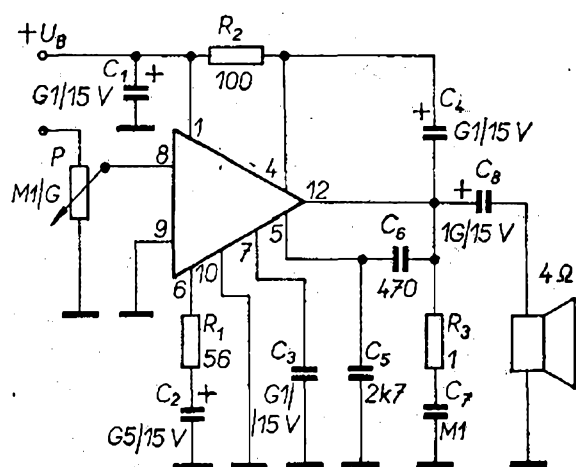 +U_B
R₂
100
C₁ +
G1/15 V
1
+
C₄
G1/15 V
P
M1/G
8
4
12
+
C₈
1G/15 V
9
5
7
10
6
C₆
470
4Ω
R₁
56
C₃
G1/
/15 V
C₅
2k7
R₃
1
C₂ +
G5/15 V
C₇
M1